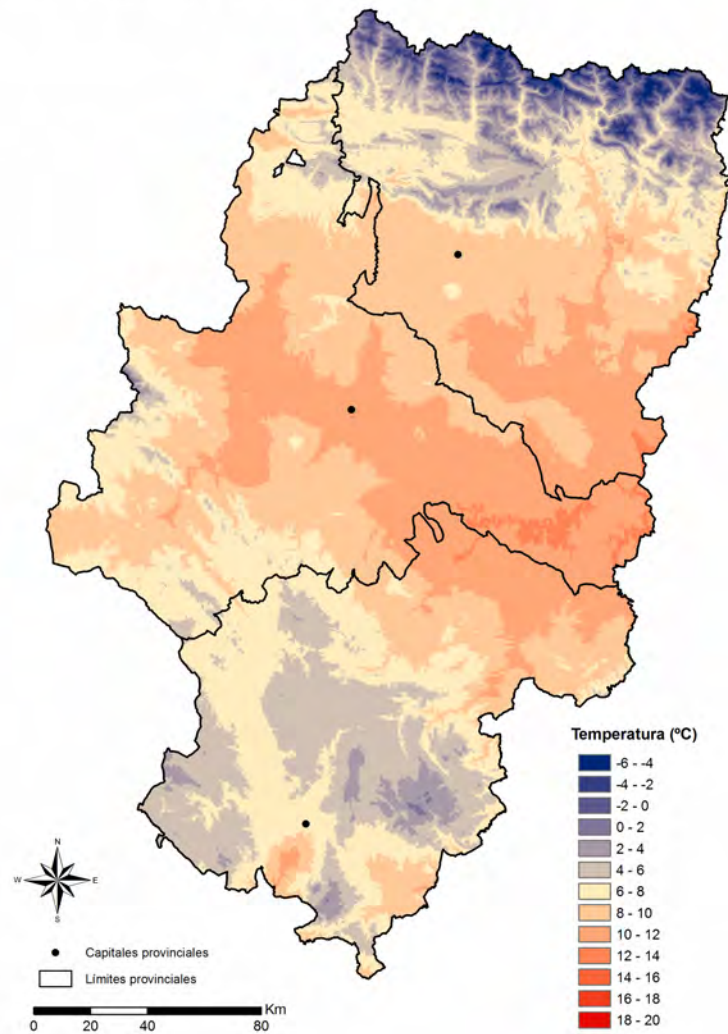 Temperatura (ºC)
-6 - -4
-4 - -2
-2 - 0
0 - 2
2 - 4
4 - 6
6 - 8
8 - 10
10 - 12
12 - 14
14 - 16
16 - 18
18 - 20
N
W
E
S
Capitales provinciales
Límites provinciales
Km
0 20 40 80